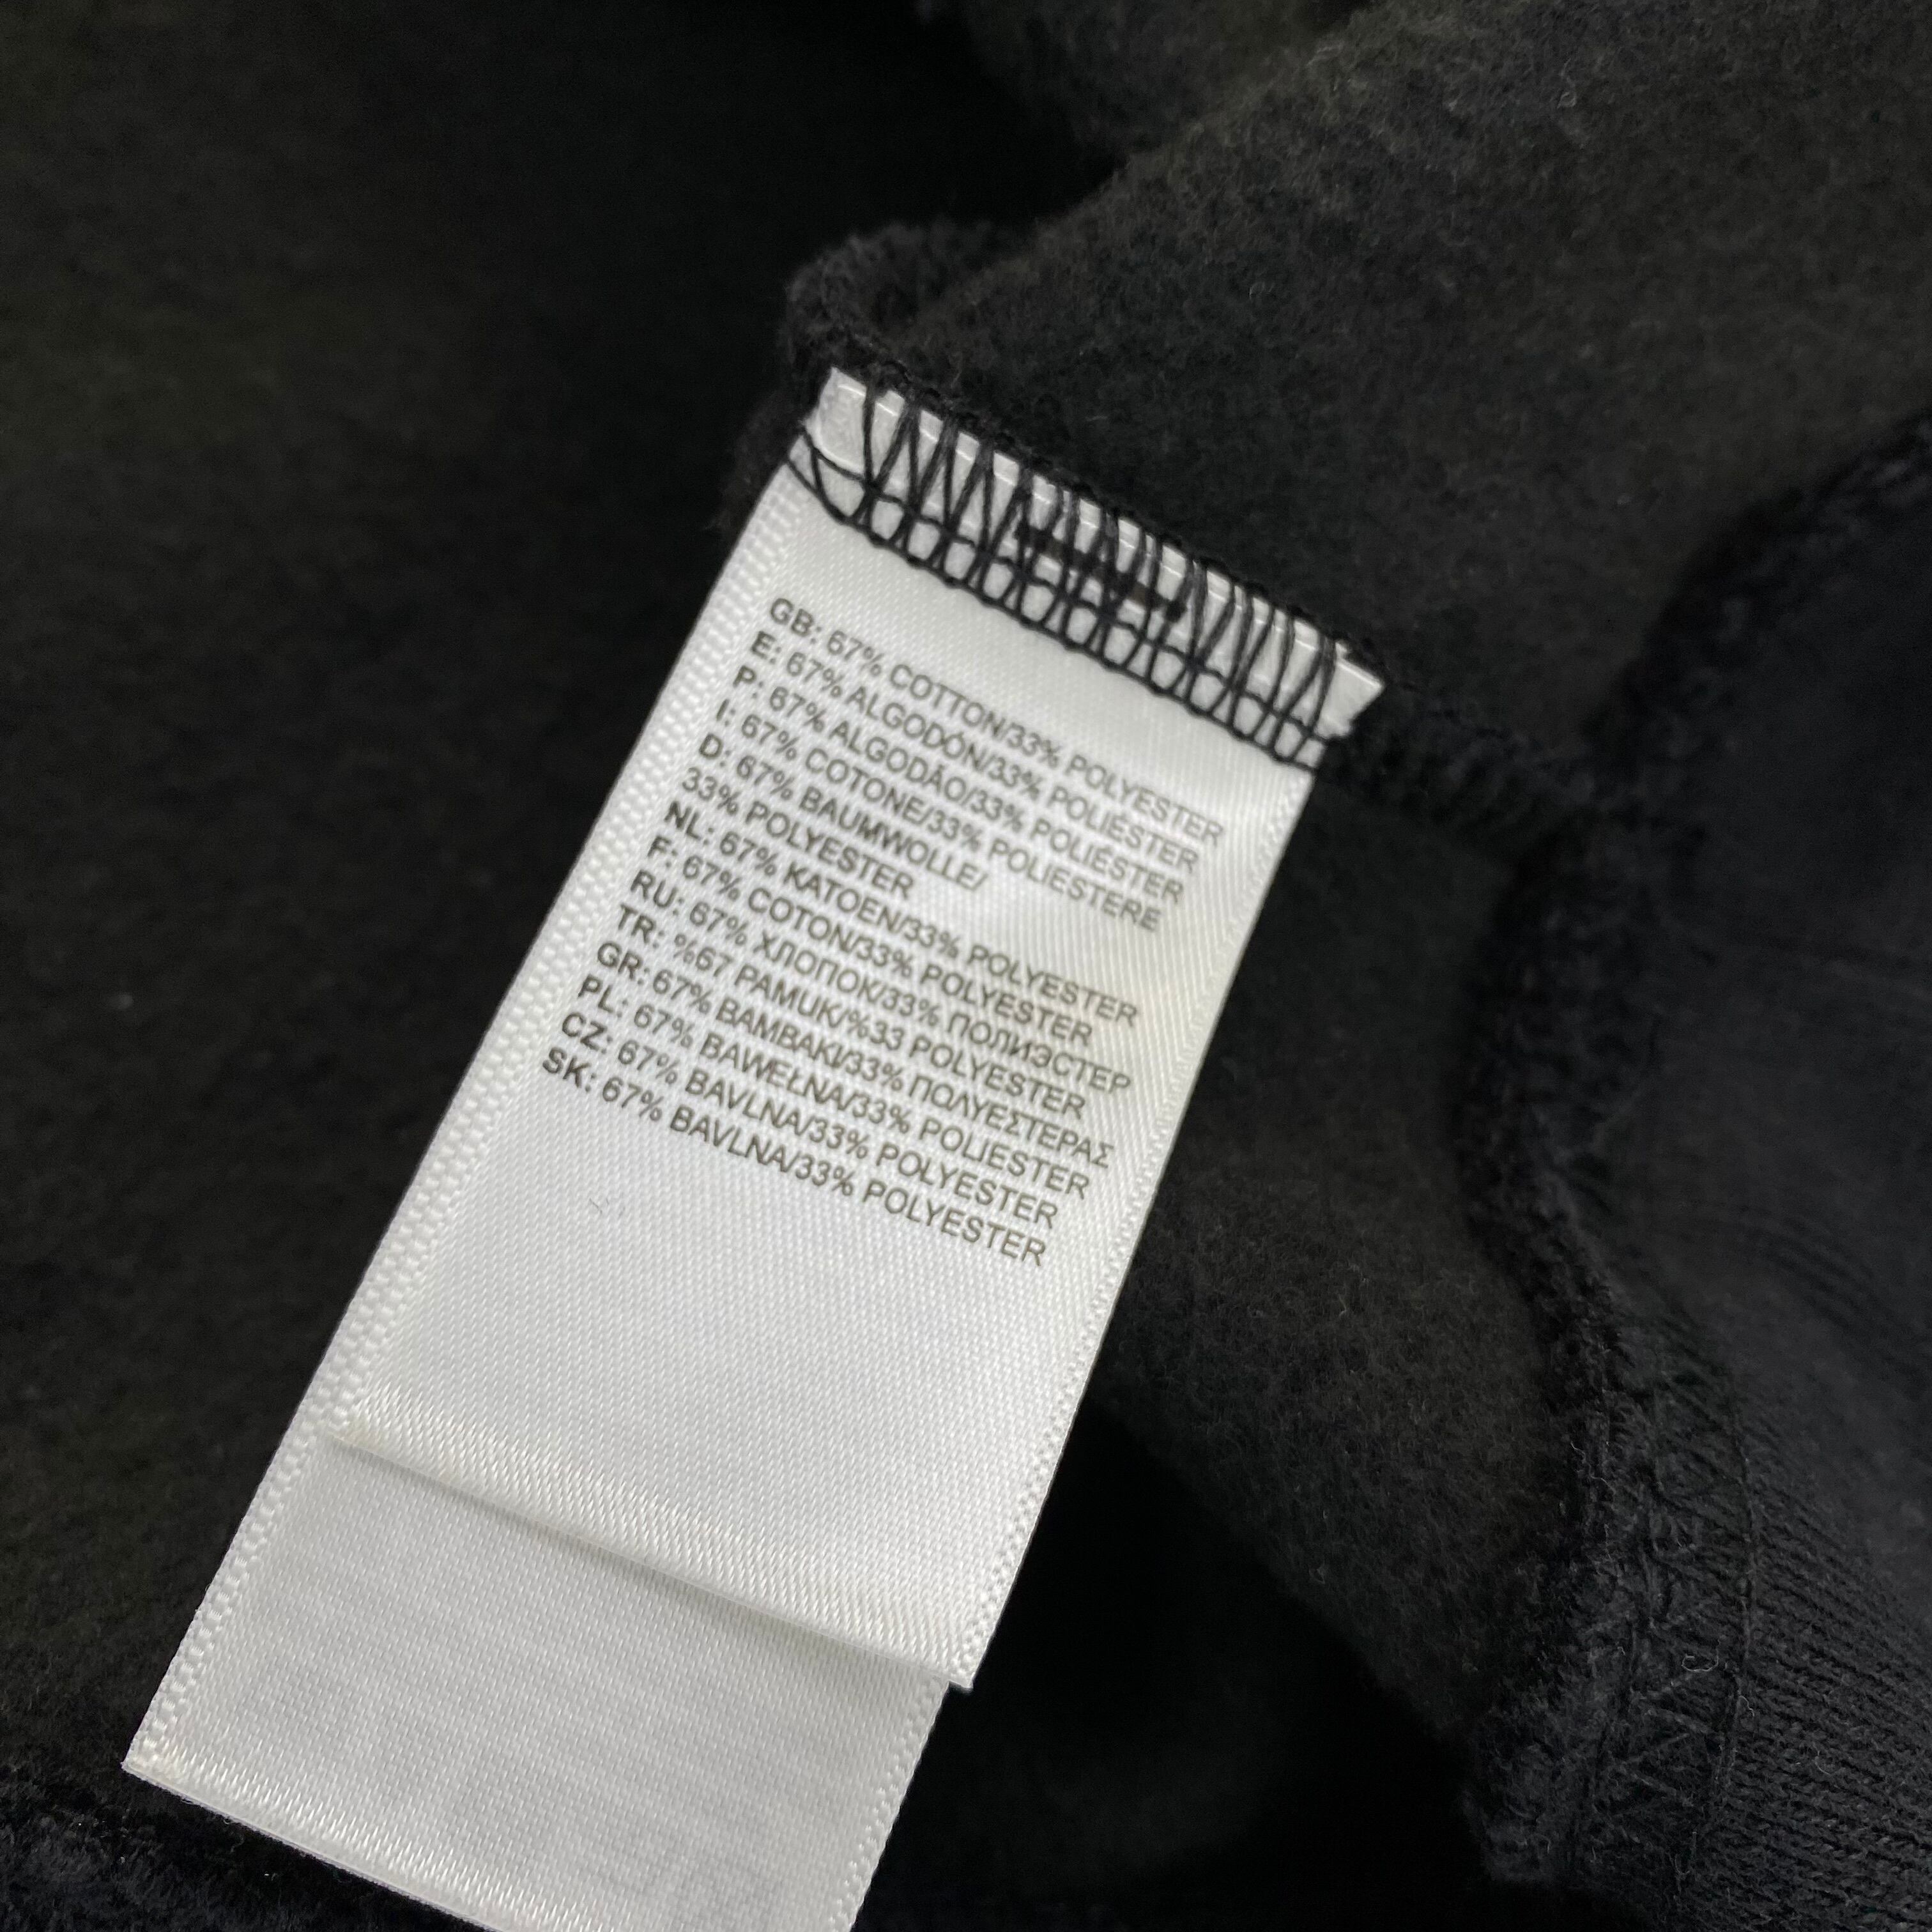 GB: 67% COTTON/33% POLYESTER
E: 67% ALGODÓN/33% POLIÉSTER
P: 67% ALGODÃO/33% POLIÉSTER
I: 67% COTONE/33% POLIESTERE
D: 67% BAUMWOLLE/
33% POLYESTER
NL: 67% KATOEN/33% POLYESTER
F: 67% COTON/33% POLYESTER
RU: 67% ХЛОПОК/33% ПОЛИЭСТЕР
TR: %67 PAMUK/%33 POLYESTER
GR: 67% ΒΑΜΒΑΚΙ/33% ΠΩΛΥΕΣΤΕΡΑΣ
PL: 67% BAWEŁNA/33% POLIESTER
CZ: 67% BAVLNA/33% POLYESTER
SK: 67% BAVLNA/33% POLYESTER